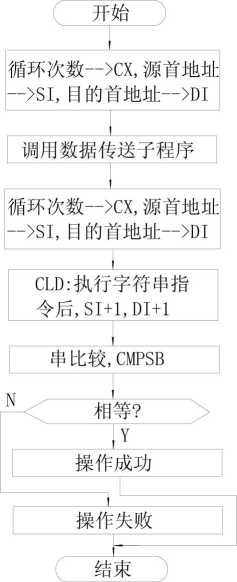 开始
循环次数-->CX,源首地址
-->SI,目的首地址-->DI
调用数据传送子程序
循环次数-->CX,源首地址
-->SI,目的首地址-->DI
CLD:执行字符串指
令后,SI+1,DI+1
串比较,CMPSB
N
相等?
Y
操作成功
操作失败
结束